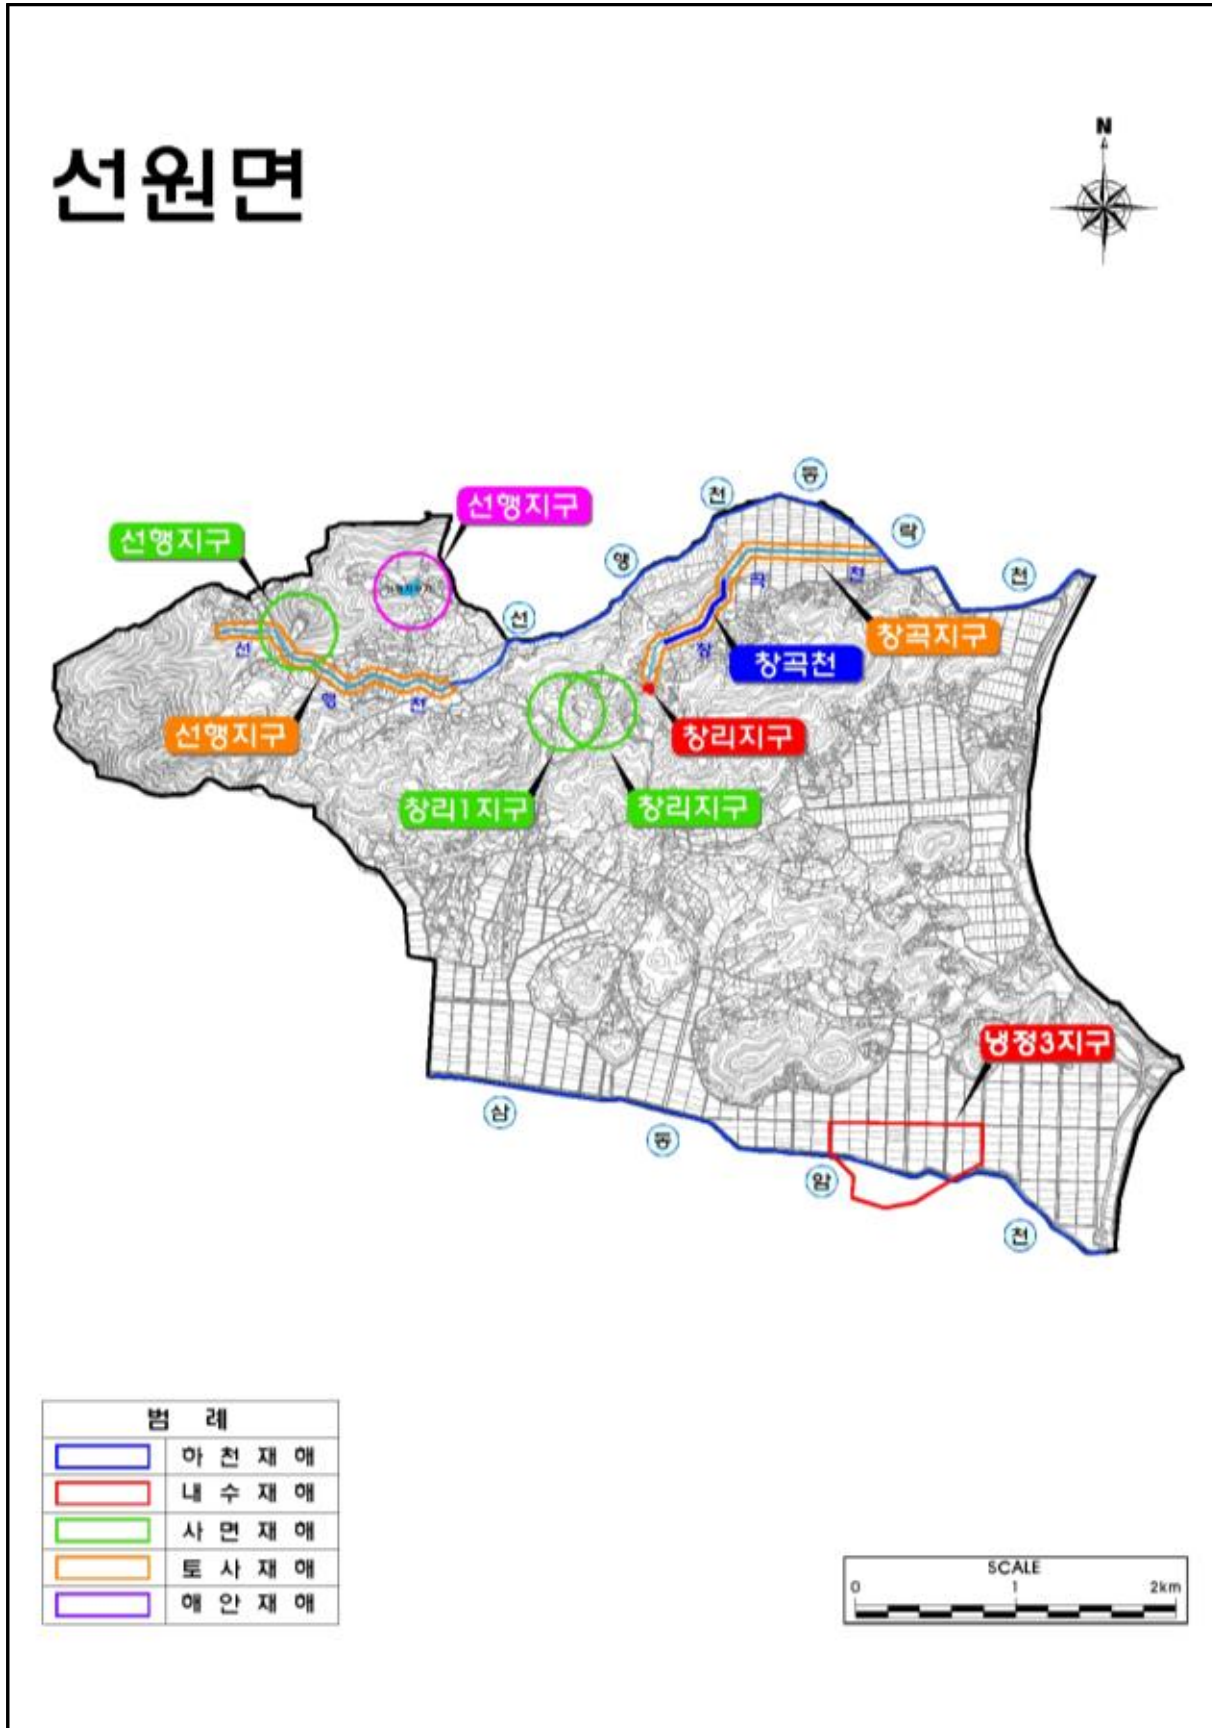 선원면
N
동
천
락
행
천
선
선행지구
선행지구
창곡지구
곡
천
창곡천
창
선
행
천
선행지구
창리지구
창리1지구
창리지구
냉정3지구
삼
동
암
천
범 례
하 천 재 해
내 수 재 해
사 면 재 해
토 사 재 해
해 안 재 해
SCALE
0 1 2km